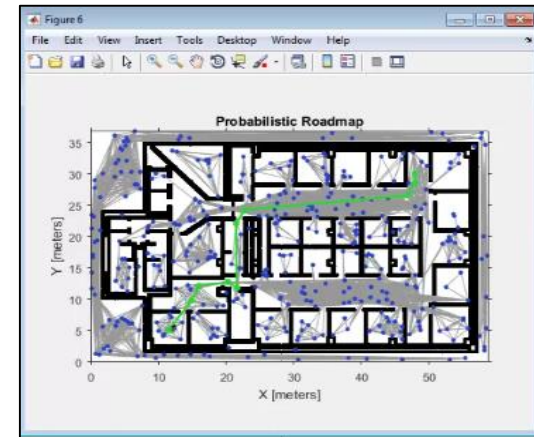 Figure 6
File Edit View Insert Tools Desktop Window Help
Probabilistic Roadmap
35
30
25
20
15
10
5
0
Y [meters]
0 10 20 30 40 50
X [meters]